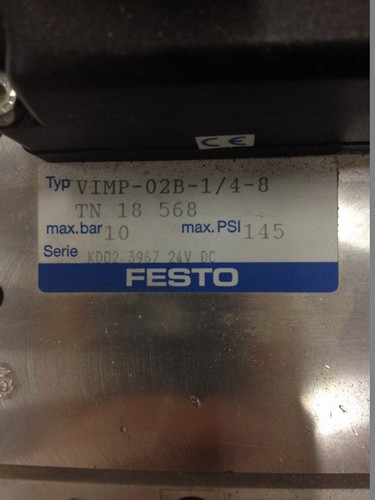 CE
Typ VIMP-02B-1/4-8
TN 18 568
max.bar 10 max.PSI 145
Serie KD02 3967 24V DC
FESTO